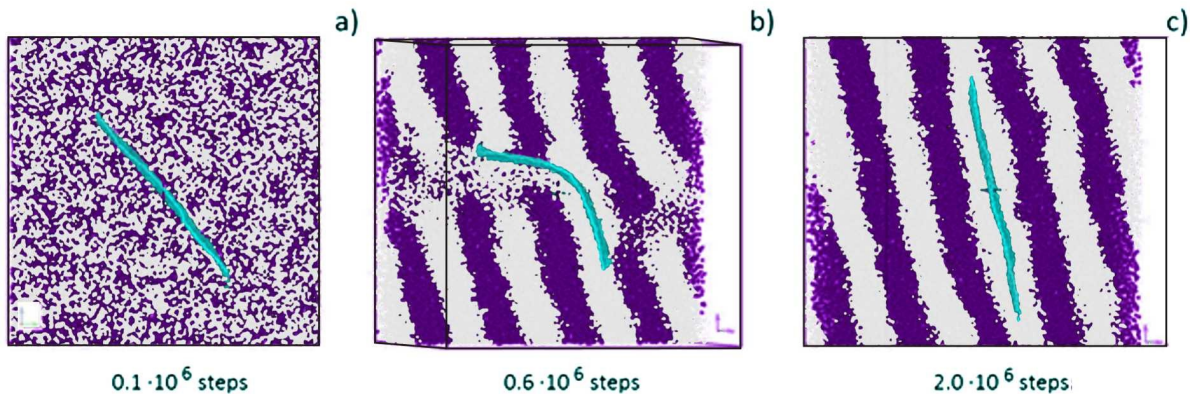 a)
b)
c)
0.1 ·10⁶ steps
0.6 ·10⁶ steps
2.0 ·10⁶ steps